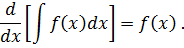 d/dx[∫ f(x)dx] = f(x) .